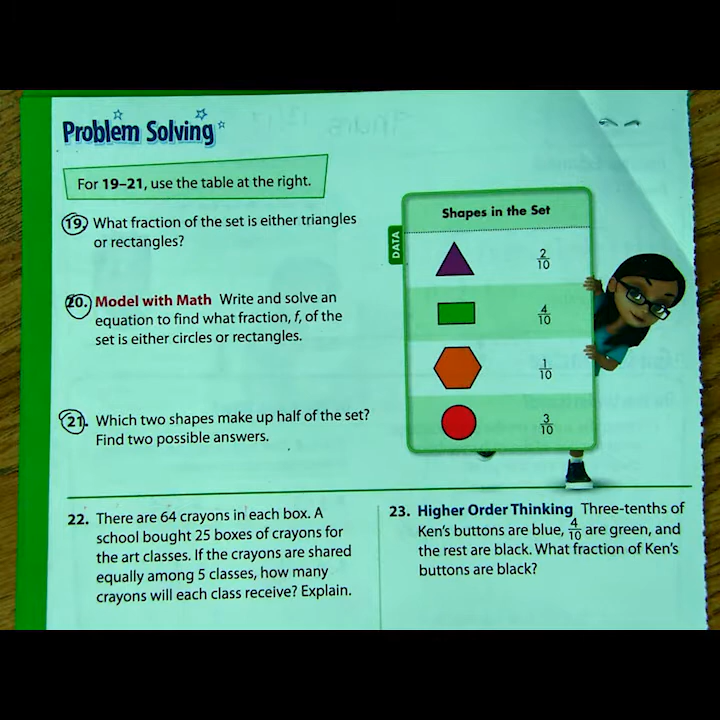 Problem Solving
For 19–21, use the table at the right.
19. What fraction of the set is either triangles
or rectangles?
20. Model with Math Write and solve an
equation to find what fraction, f, of the
set is either circles or rectangles.
21. Which two shapes make up half of the set?
Find two possible answers.
DATA
Shapes in the Set
2/10
4/10
1/10
3/10
22. There are 64 crayons in each box. A
school bought 25 boxes of crayons for
the art classes. If the crayons are shared
equally among 5 classes, how many
crayons will each class receive? Explain.
23. Higher Order Thinking Three-tenths of
Ken's buttons are blue, 4/10 are green, and
the rest are black. What fraction of Ken's
buttons are black?